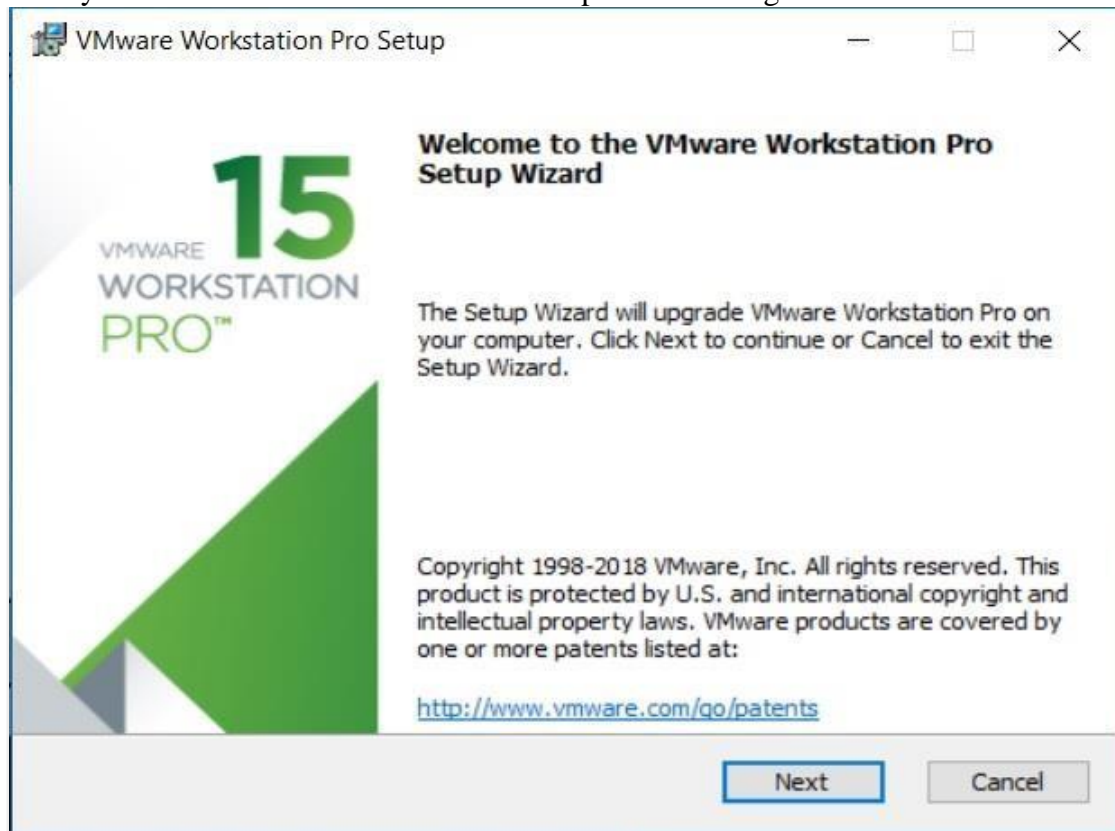 VMware Workstation Pro Setup
Welcome to the VMware Workstation Pro
Setup Wizard
15
VMWARE
WORKSTATION
PRO™
The Setup Wizard will upgrade VMware Workstation Pro on
your computer. Click Next to continue or Cancel to exit the
Setup Wizard.
Copyright 1998-2018 VMware, Inc. All rights reserved. This
product is protected by U.S. and international copyright and
intellectual property laws. VMware products are covered by
one or more patents listed at:
http://www.vmware.com/go/patents
Next
Cancel